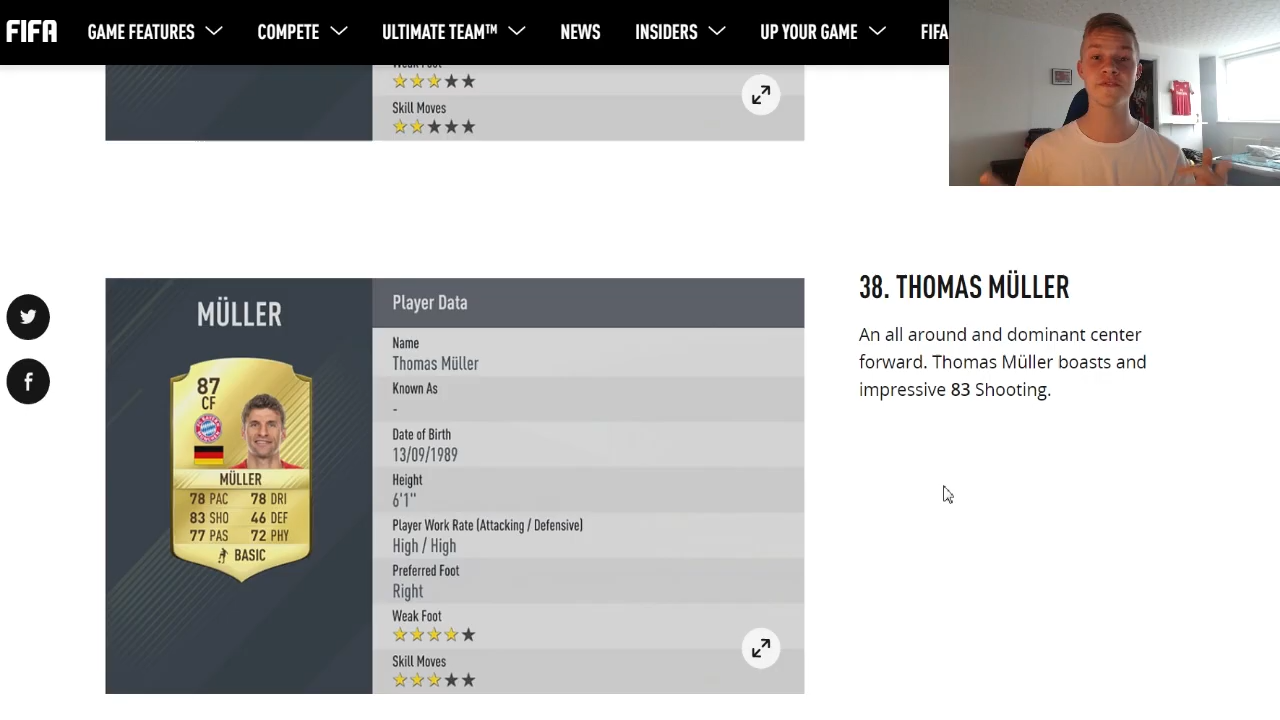 FIFA GAME FEATURES COMPETE ULTIMATE TEAM™ NEWS INSIDERS UP YOUR GAME FIFA
Weak Foot
Skill Moves
38. THOMAS MÜLLER
An all around and dominant center
forward. Thomas Müller boasts and
impressive 83 Shooting.
MÜLLER
87
CF
MÜLLER
78 PAC 78 DRI
83 SHO 46 DEF
77 PAS 72 PHY
BASIC
Player Data
Name
Thomas Müller
Known As
-
Date of Birth
13/09/1989
Height
6'1"
Player Work Rate (Attacking / Defensive)
High / High
Preferred Foot
Right
Weak Foot
Skill Moves